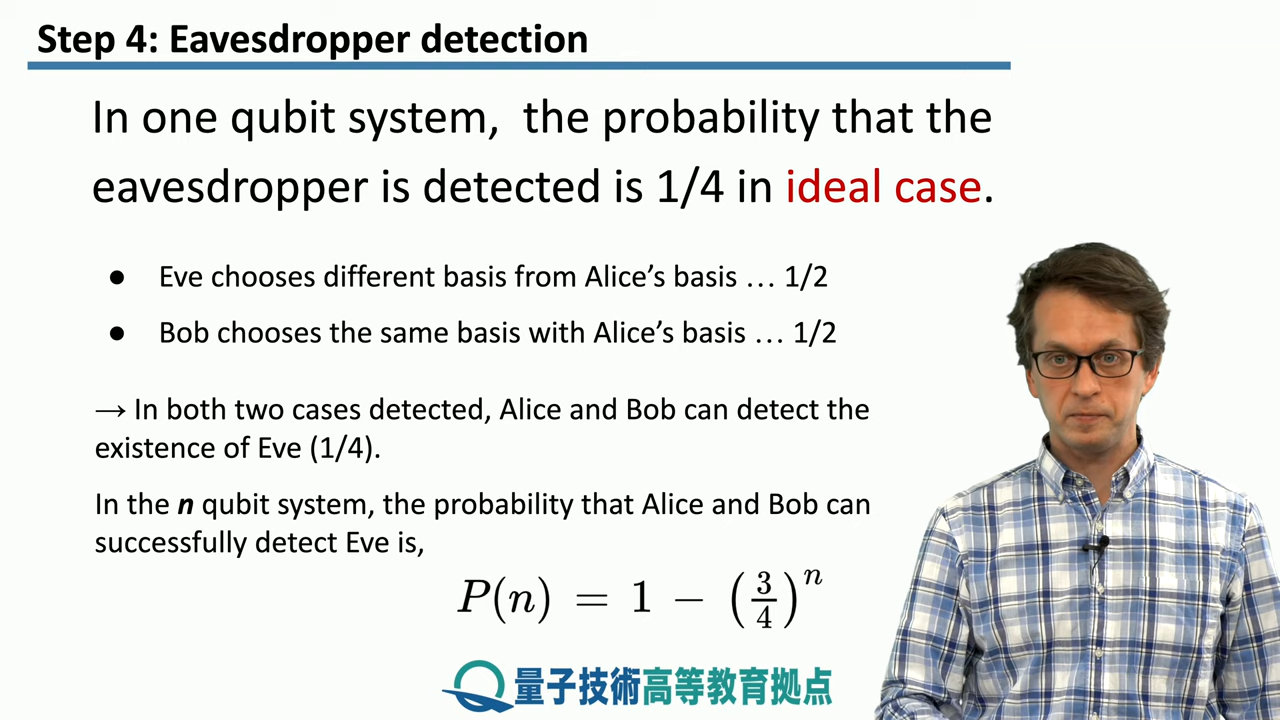 Step 4: Eavesdropper detection
In one qubit system, the probability that the
eavesdropper is detected is 1/4 in ideal case.
● Eve chooses different basis from Alice's basis … 1/2
● Bob chooses the same basis with Alice's basis … 1/2
→ In both two cases detected, Alice and Bob can detect the
existence of Eve (1/4).
In the n qubit system, the probability that Alice and Bob can
successfully detect Eve is,
P(n) = 1 − (3/4)^n
量子技術高等教育拠点